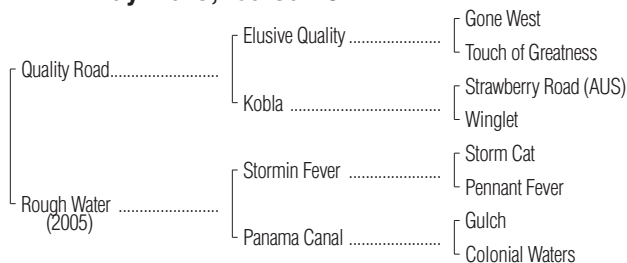 Gone West
Elusive Quality
Touch of Greatness
Quality Road
Strawberry Road (AUS)
Kobla
Winglet
Storm Cat
Stormin Fever
Pennant Fever
Rough Water
(2005)
Gulch
Panama Canal
Colonial Waters